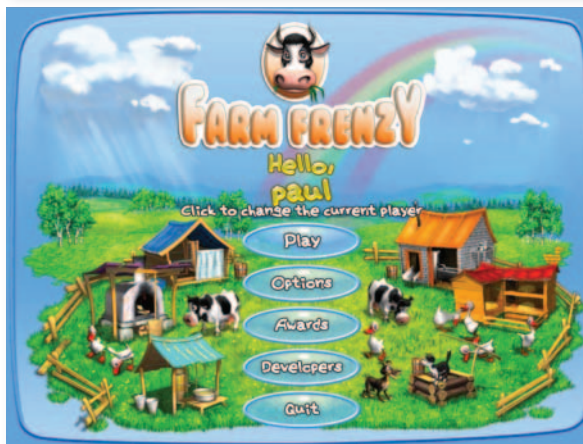 FARM FRENZY
Hello,
paul
Click to change the current player
Play
Options
Awards
Developers
Quit